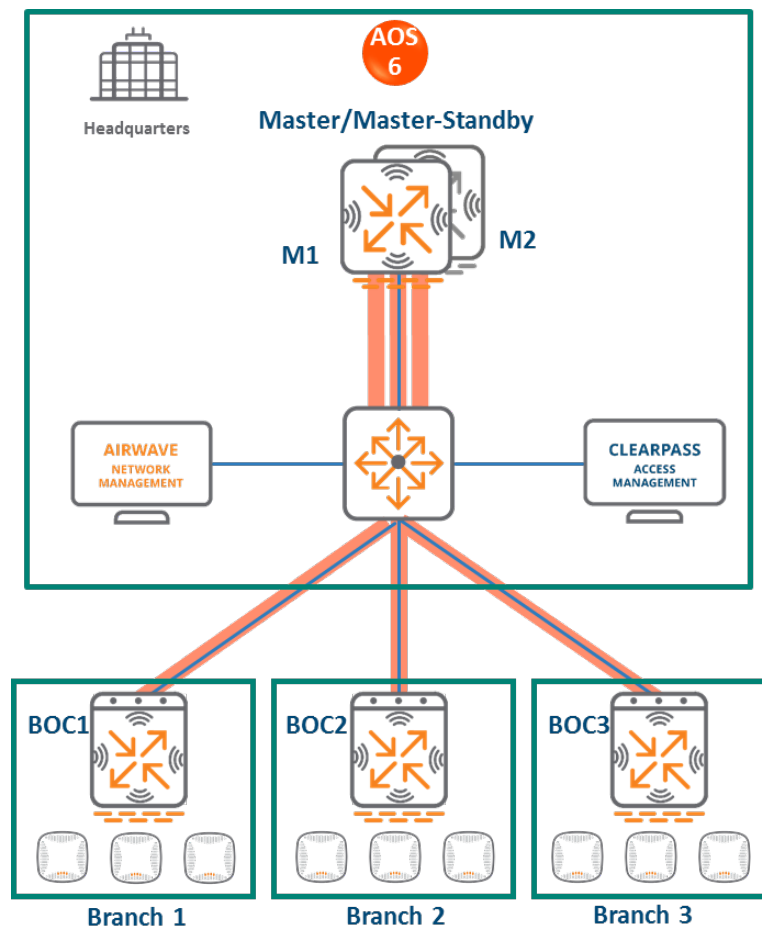 AOS
6
Headquarters
Master/Master-Standby
M1
M2
AIRWAVE
NETWORK
MANAGEMENT
CLEARPASS
ACCESS
MANAGEMENT
BOC1
BOC2
BOC3
Branch 1
Branch 2
Branch 3